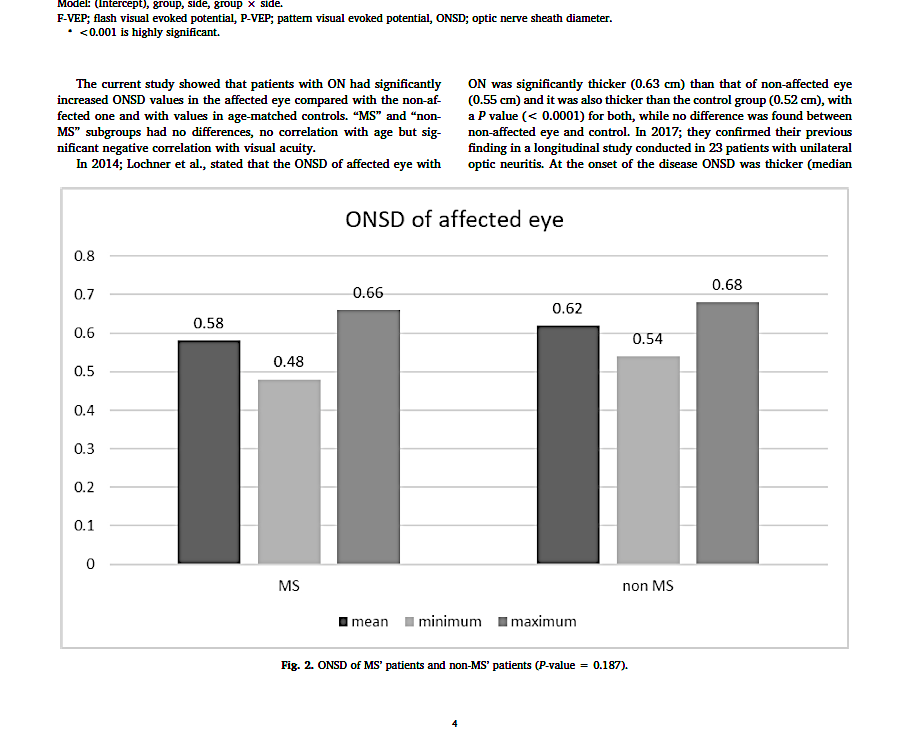 Model: (Intercept), group, side, group × side.
F-VEP; flash visual evoked potential, P-VEP; pattern visual evoked potential, ONSD; optic nerve sheath diameter.
* <0.001 is highly significant.
The current study showed that patients with ON had significantly
increased ONSD values in the affected eye compared with the non-af-
fected one and with values in age-matched controls. “MS” and “non-
MS” subgroups had no differences, no correlation with age but sig-
nificant negative correlation with visual acuity.
In 2014; Lochner et al., stated that the ONSD of affected eye with
ON was significantly thicker (0.63 cm) than that of non-affected eye
(0.55 cm) and it was also thicker than the control group (0.52 cm), with
a P value (< 0.0001) for both, while no difference was found between
non-affected eye and control. In 2017; they confirmed their previous
finding in a longitudinal study conducted in 23 patients with unilateral
optic neuritis. At the onset of the disease ONSD was thicker (median
ONSD of affected eye
0.8
0.7
0.6
0.5
0.4
0.3
0.2
0.1
0
0.58
0.48
0.66
0.62
0.54
0.68
MS
non MS
mean minimum maximum
Fig. 2. ONSD of MS’ patients and non-MS’ patients (P-value = 0.187).
4